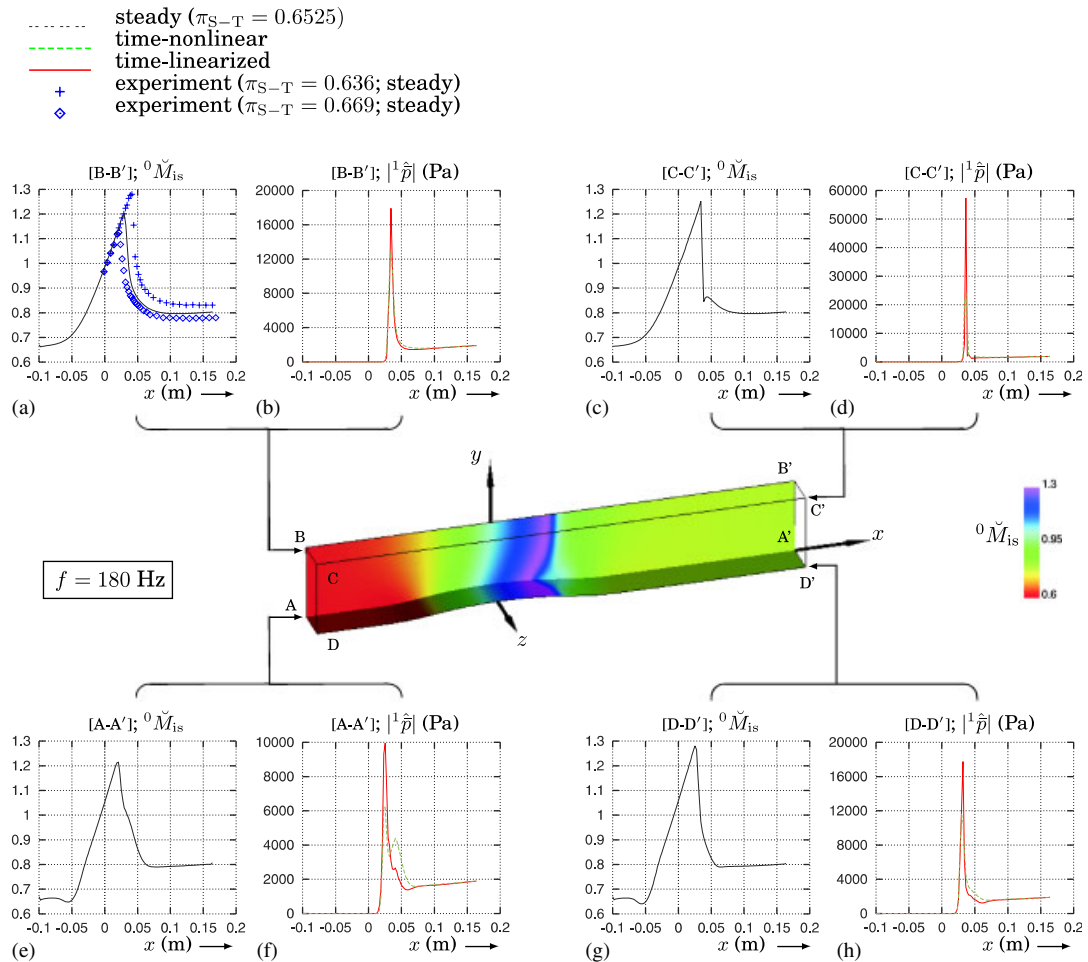 steady (π_S−T = 0.6525)
time-nonlinear
time-linearized
experiment (π_S−T = 0.636; steady)
experiment (π_S−T = 0.669; steady)
[B-B′]; ⁰M̆_is
1.3
1.2
1.1
1
0.9
0.8
0.7
0.6
-0.1 -0.05 0 0.05 0.1 0.15 0.2
(a) x (m)
[B-B′]; |¹p̂̃| (Pa)
20000
16000
12000
8000
4000
0
-0.1 -0.05 0 0.05 0.1 0.15 0.2
(b) x (m)
[C-C′]; ⁰M̆_is
1.3
1.2
1.1
1
0.9
0.8
0.7
0.6
-0.1 -0.05 0 0.05 0.1 0.15 0.2
(c) x (m)
[C-C′]; |¹p̂̃| (Pa)
60000
50000
40000
30000
20000
10000
0
-0.1 -0.05 0 0.05 0.1 0.15 0.2
(d) x (m)
y
B'
C'
B
C
A'
x
D'
A
D
z
f = 180 Hz
⁰M̆_is
1.3
0.95
0.6
[A-A′]; ⁰M̆_is
1.3
1.2
1.1
1
0.9
0.8
0.7
0.6
-0.1 -0.05 0 0.05 0.1 0.15 0.2
(e) x (m)
[A-A′]; |¹p̂̃| (Pa)
10000
8000
6000
4000
2000
0
-0.1 -0.05 0 0.05 0.1 0.15 0.2
(f) x (m)
[D-D′]; ⁰M̆_is
1.3
1.2
1.1
1
0.9
0.8
0.7
0.6
-0.1 -0.05 0 0.05 0.1 0.15 0.2
(g) x (m)
[D-D′]; |¹p̂̃| (Pa)
20000
16000
12000
8000
4000
0
-0.1 -0.05 0 0.05 0.1 0.15 0.2
(h) x (m)